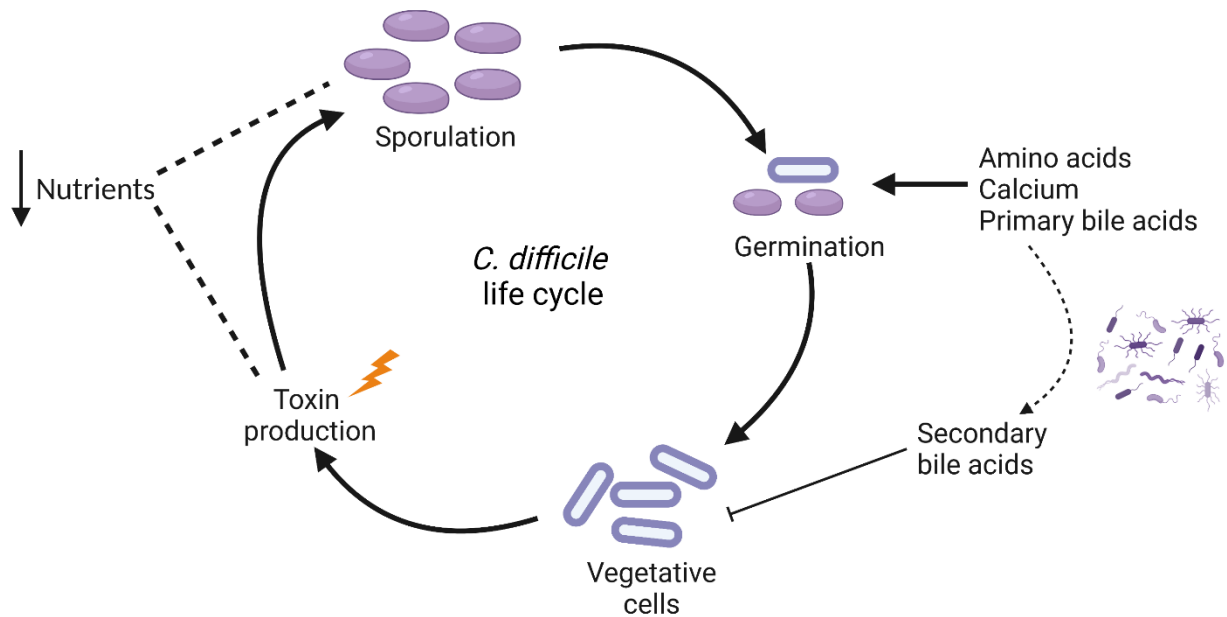 Sporulation
Nutrients
Amino acids
Calcium
Primary bile acids
Germination
C. difficile
life cycle
Toxin
production
Secondary
bile acids
Vegetative
cells